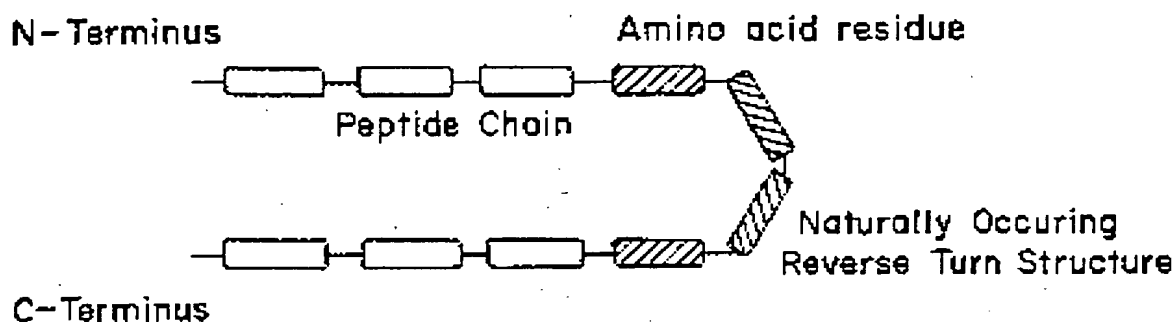 N-Terminus
Amino acid residue
Peptide Chain
Naturally Occuring
Reverse Turn Structure
C-Terminus